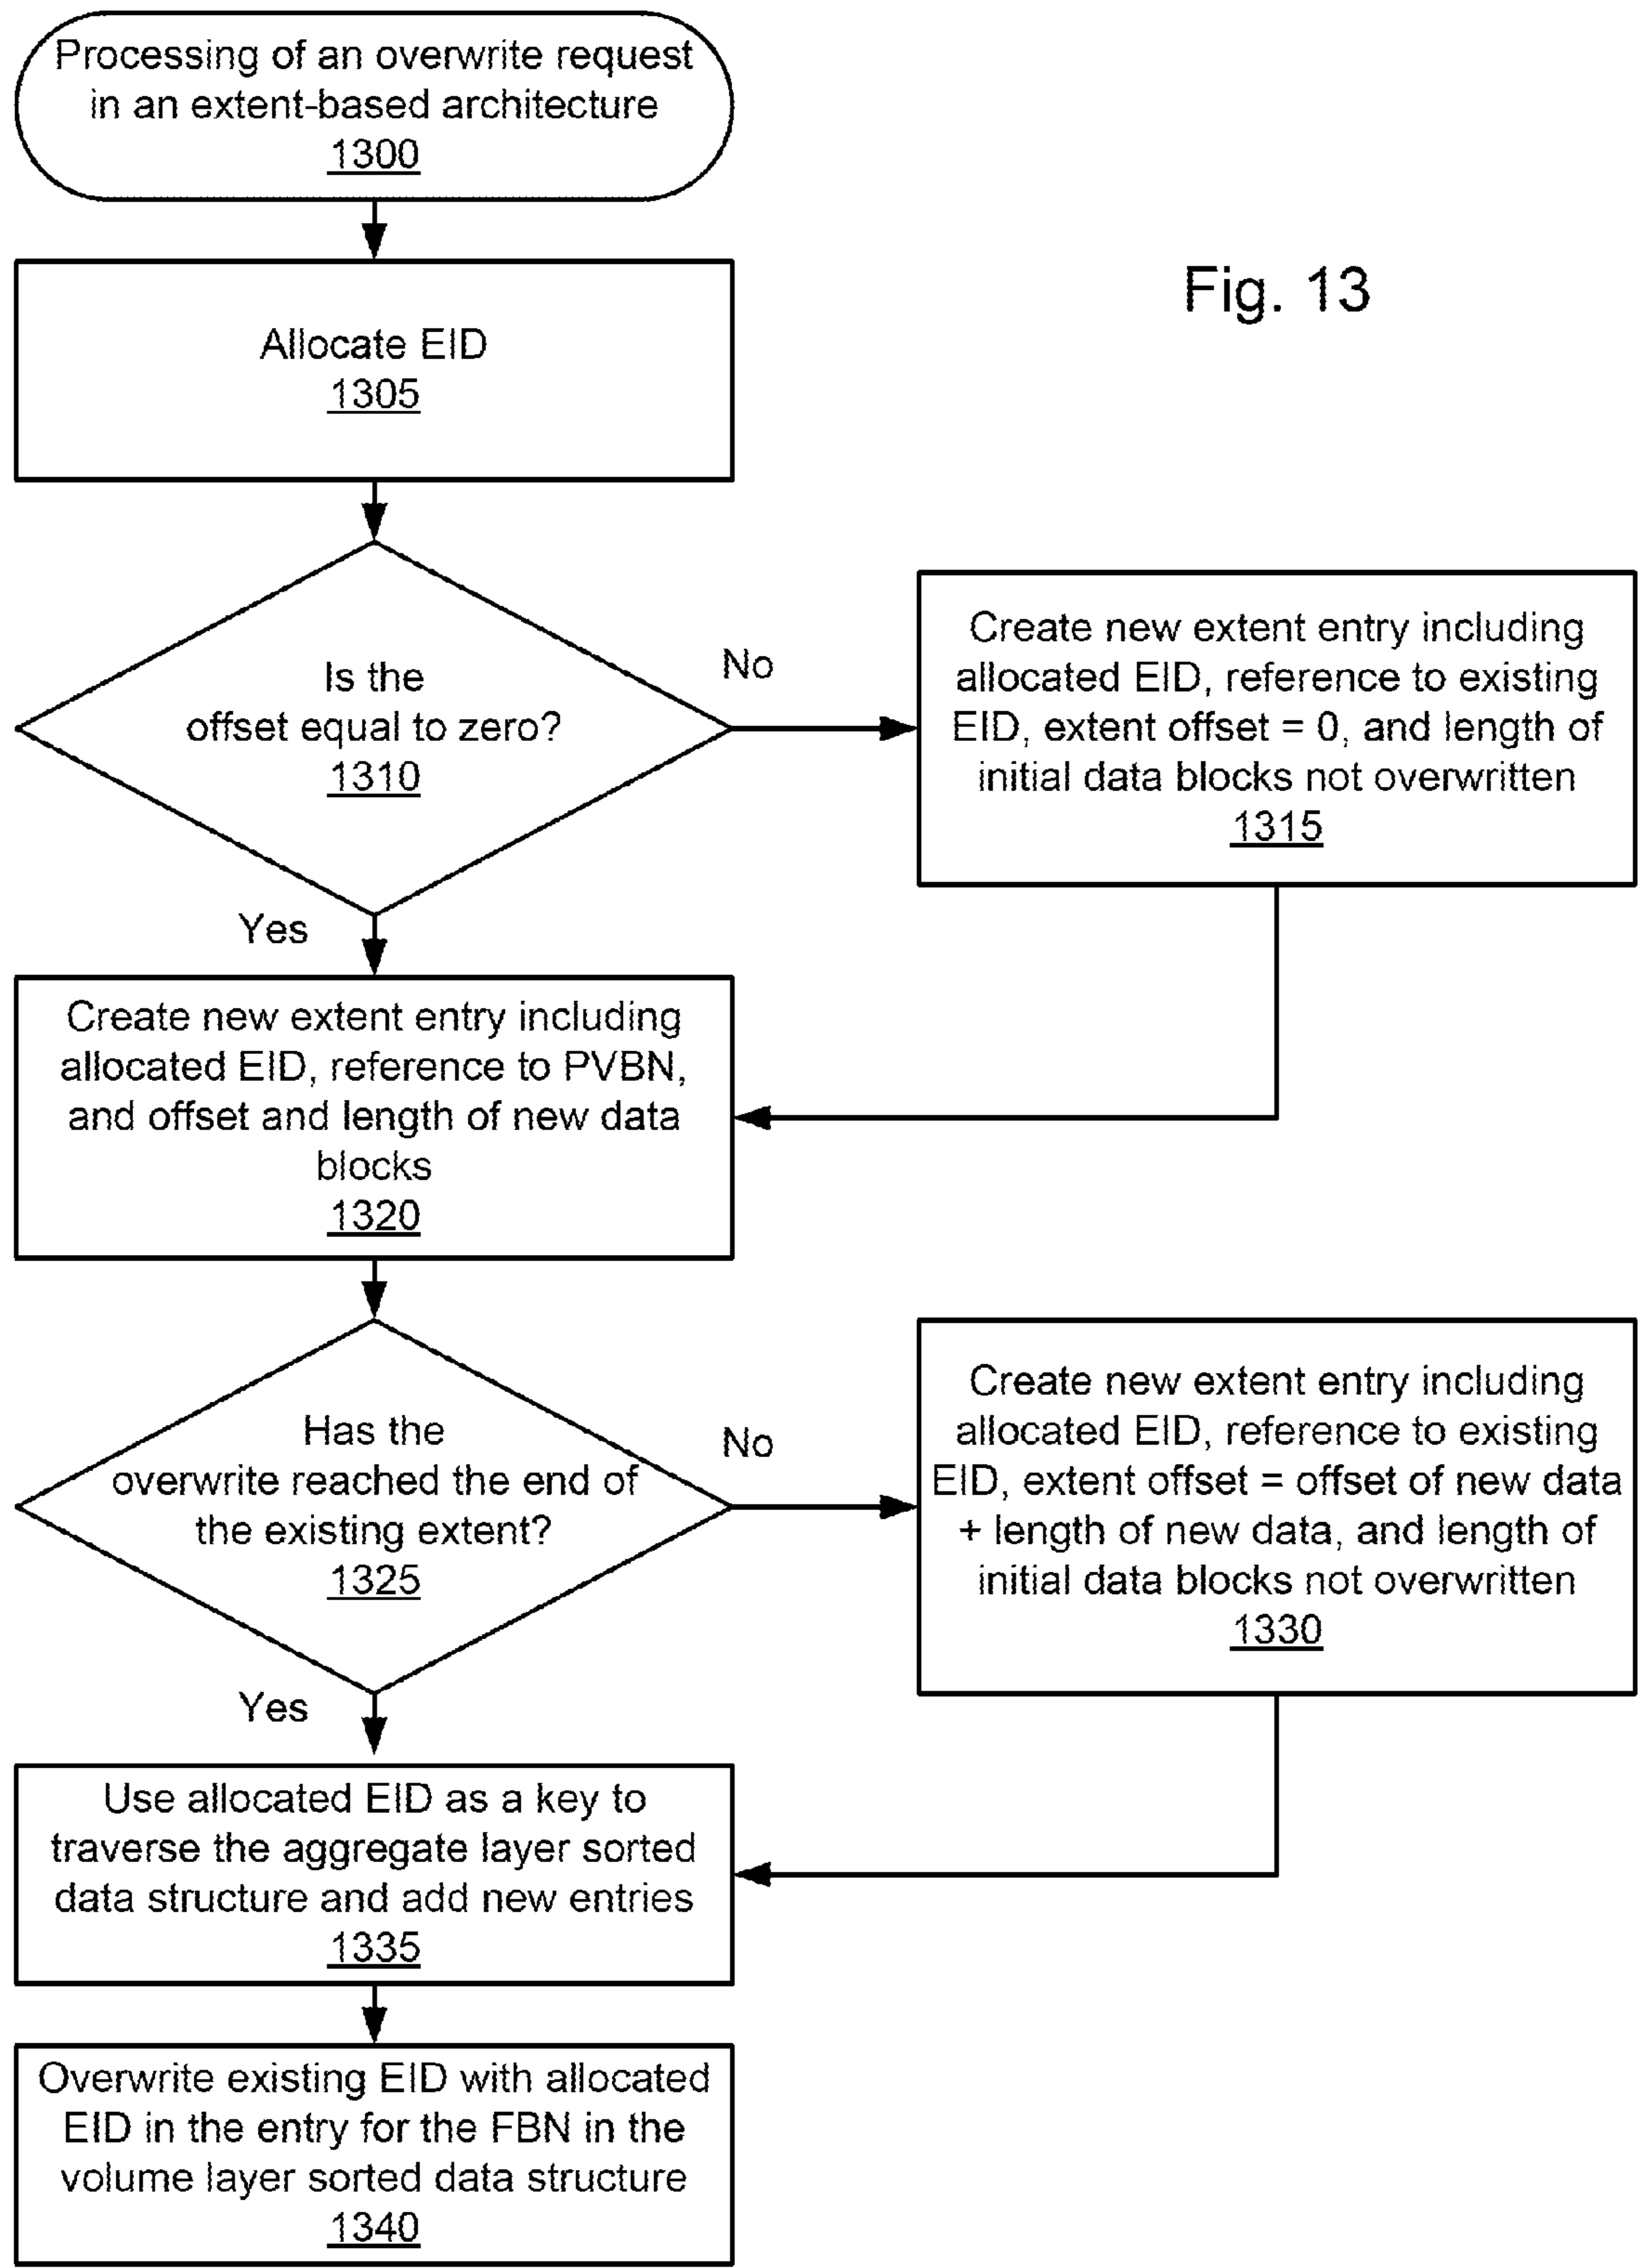 Processing of an overwrite request
in an extent-based architecture
1300
Fig. 13
Allocate EID
1305
Is the
offset equal to zero?
1310
No
Create new extent entry including
allocated EID, reference to existing
EID, extent offset = 0, and length of
initial data blocks not overwritten
1315
Yes
Create new extent entry including
allocated EID, reference to PVBN,
and offset and length of new data
blocks
1320
Has the
overwrite reached the end of
the existing extent?
1325
No
Create new extent entry including
allocated EID, reference to existing
EID, extent offset = offset of new data
+ length of new data, and length of
initial data blocks not overwritten
1330
Yes
Use allocated EID as a key to
traverse the aggregate layer sorted
data structure and add new entries
1335
Overwrite existing EID with allocated
EID in the entry for the FBN in the
volume layer sorted data structure
1340